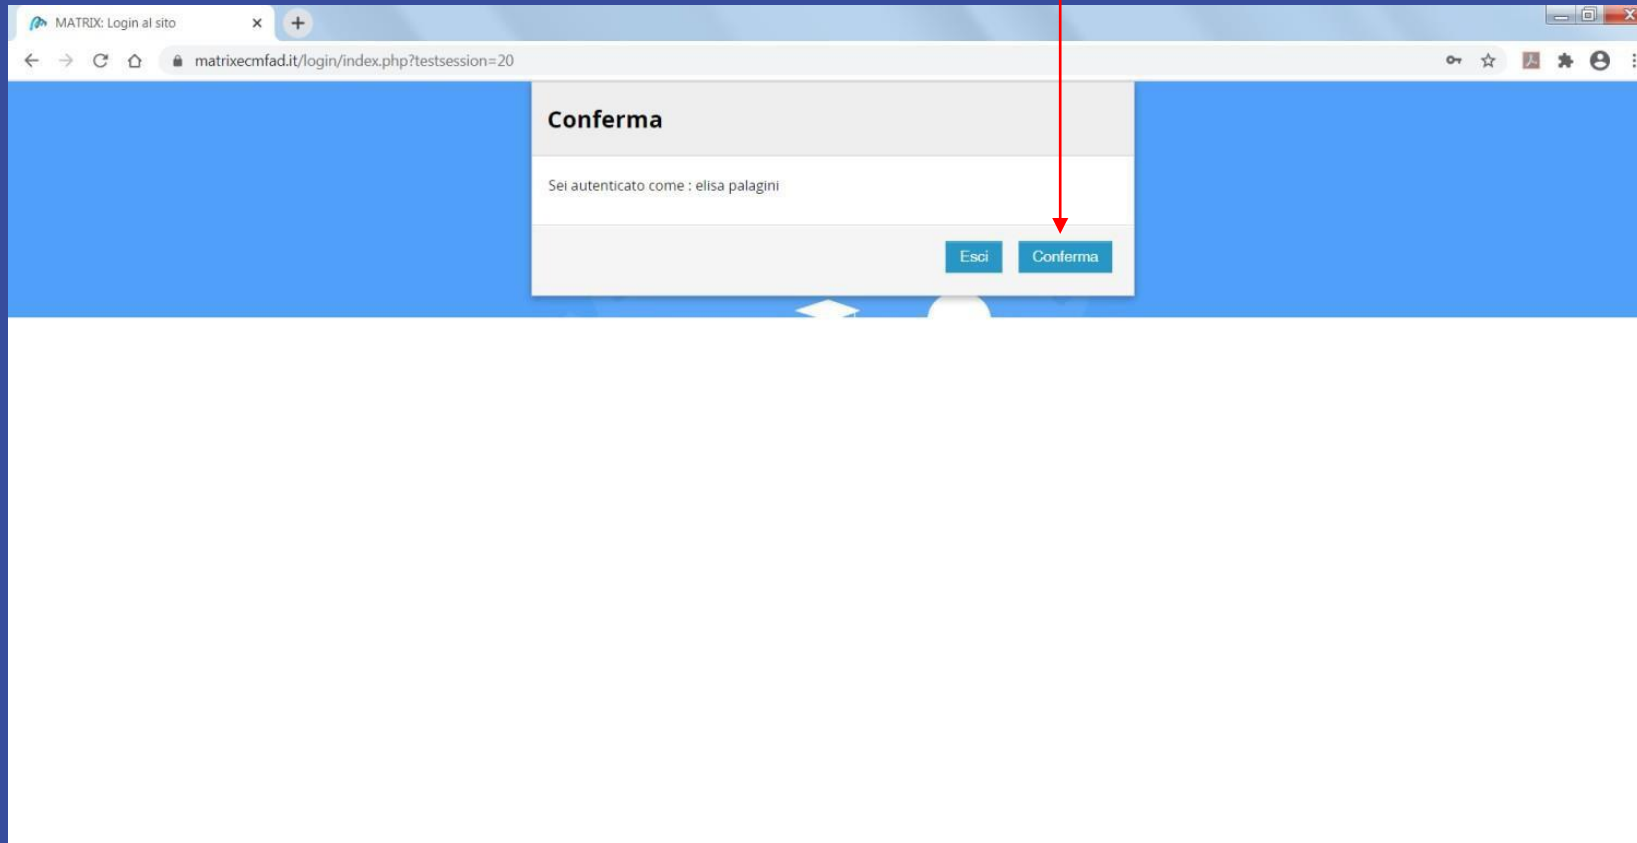 MATRIX: Login al sito
matrixecmfad.it/login/index.php?testsession=20
Conferma
Sei autenticato come : elisa palagini
Esci Conferma